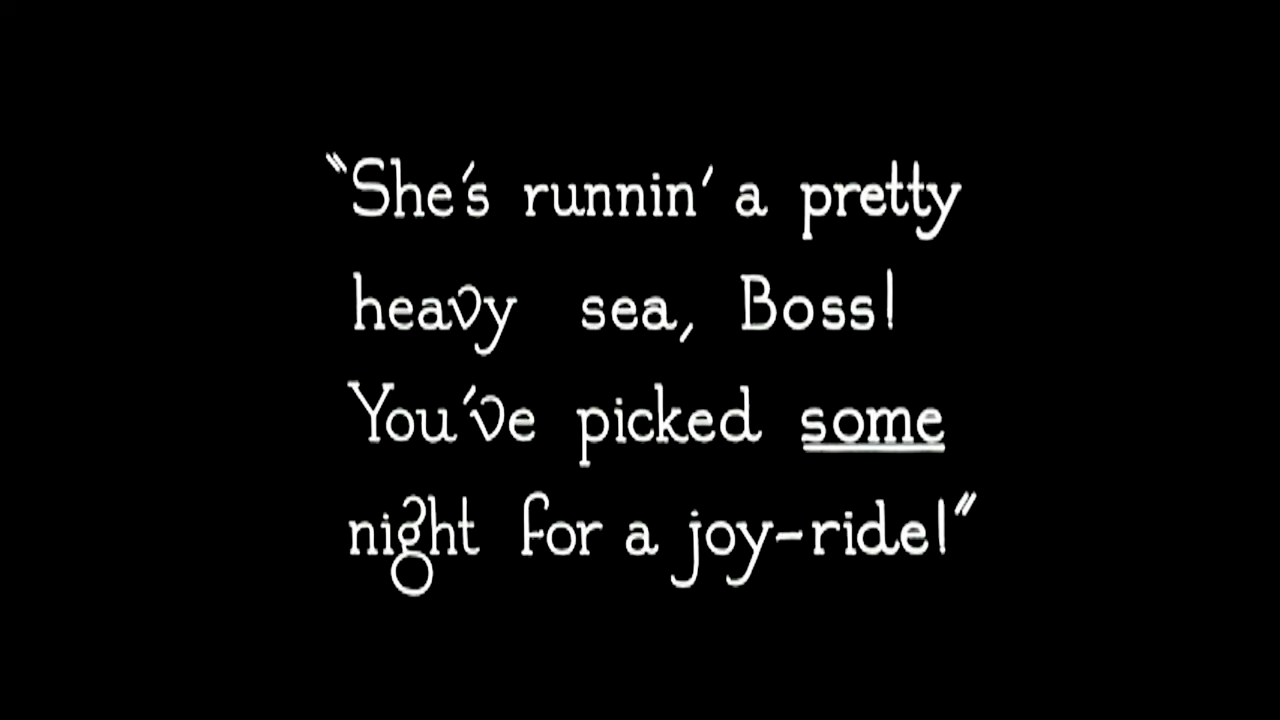 "She's runnin' a pretty
heavy sea, Boss!
You've picked some
night for a joy-ride!"